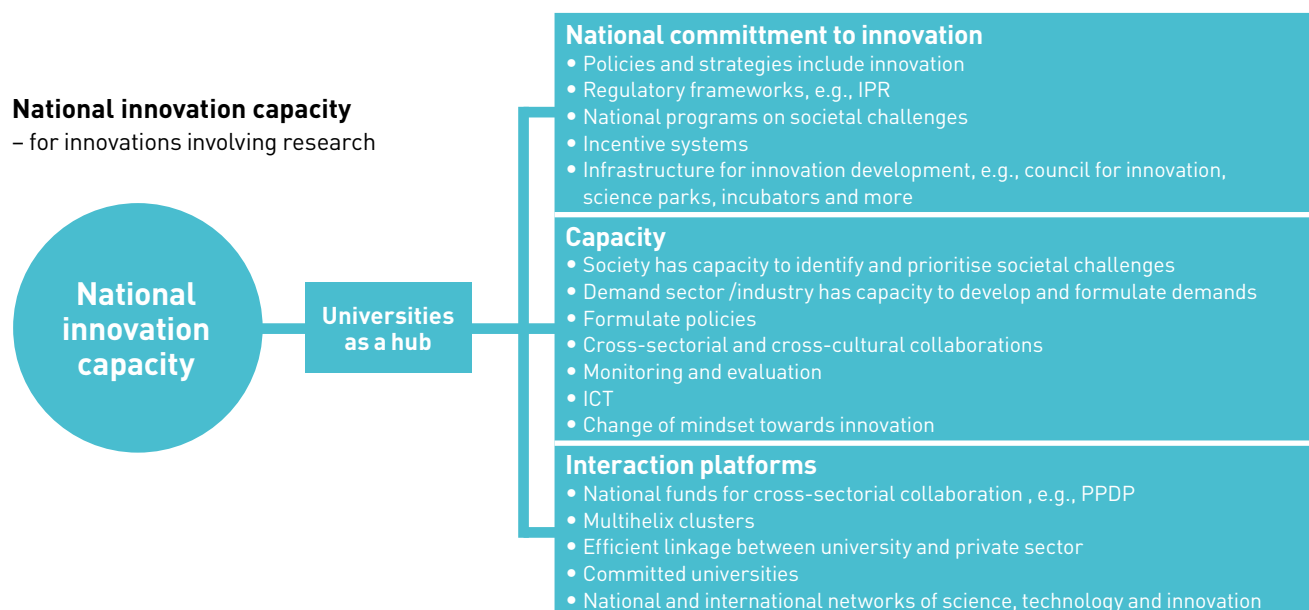 National innovation capacity
– for innovations involving research
National
innovation
capacity
Universities
as a hub
National committment to innovation
• Policies and strategies include innovation
• Regulatory frameworks, e.g., IPR
• National programs on societal challenges
• Incentive systems
• Infrastructure for innovation development, e.g., council for innovation,
science parks, incubators and more
Capacity
• Society has capacity to identify and prioritise societal challenges
• Demand sector /industry has capacity to develop and formulate demands
• Formulate policies
• Cross-sectorial and cross-cultural collaborations
• Monitoring and evaluation
• ICT
• Change of mindset towards innovation
Interaction platforms
• National funds for cross-sectorial collaboration , e.g., PPDP
• Multihelix clusters
• Efficient linkage between university and private sector
• Committed universities
• National and international networks of science, technology and innovation